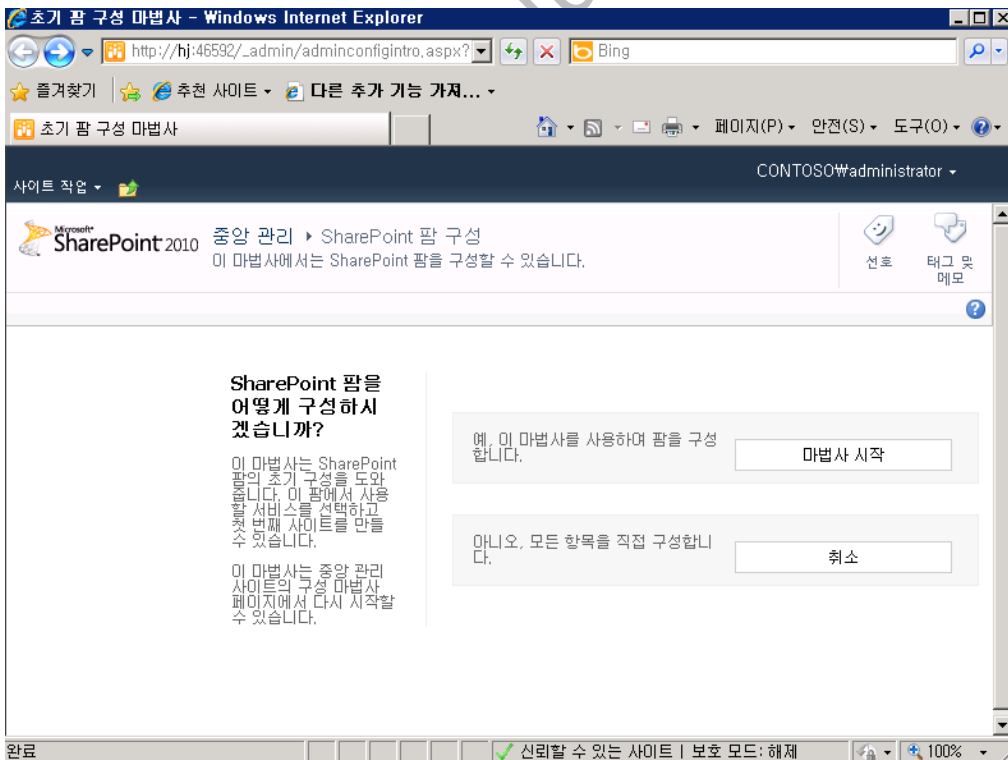 초기 팜 구성 마법사 - Windows Internet Explorer
http://hj:46592/_admin/adminconfigintro.aspx?
Bing
즐겨찾기
추천 사이트
다른 추가 기능 가져...
초기 팜 구성 마법사
페이지(P)
안전(S)
도구(O)
사이트 작업
CONTOSO₩administrator
Microsoft
SharePoint 2010
중앙 관리 ▸ SharePoint 팜 구성
이 마법사에서는 SharePoint 팜을 구성할 수 있습니다.
선호
태그 및
메모
SharePoint 팜을
어떻게 구성하시
겠습니까?
이 마법사는 SharePoint
팜의 초기 구성을 도와
줍니다. 이 팜에서 사용
할 서비스를 선택하고
첫 번째 사이트를 만들
수 있습니다.
이 마법사는 중앙 관리
사이트의 구성 마법사
페이지에서 다시 시작할
수 있습니다.
예, 이 마법사를 사용하여 팜을 구성
합니다.
마법사 시작
아니오, 모든 항목을 직접 구성합니
다.
취소
완료
신뢰할 수 있는 사이트 | 보호 모드: 해제
100%